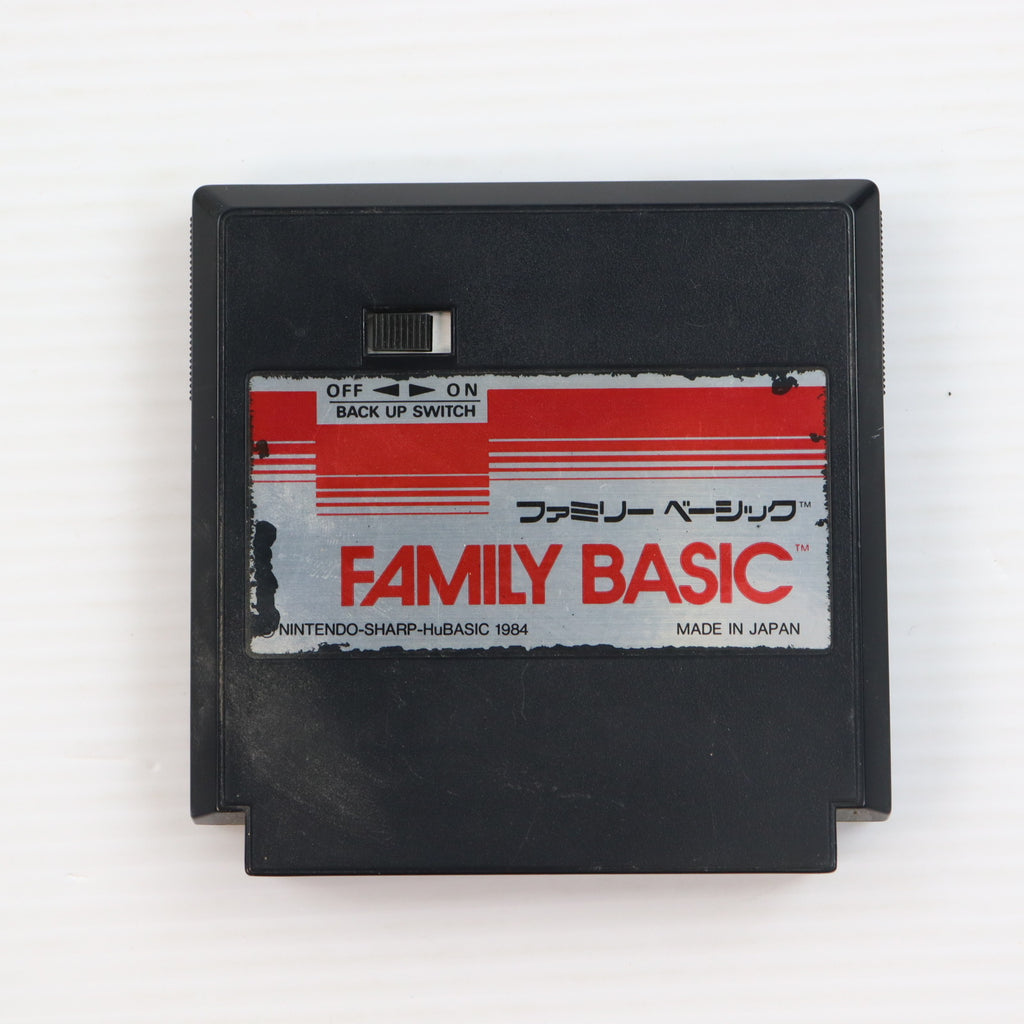 OFF ◀ ▶ ON
BACK UP SWITCH
ファミリー ベーシック™
FAMILY BASIC™
©NINTENDO-SHARP-HuBASIC 1984
MADE IN JAPAN